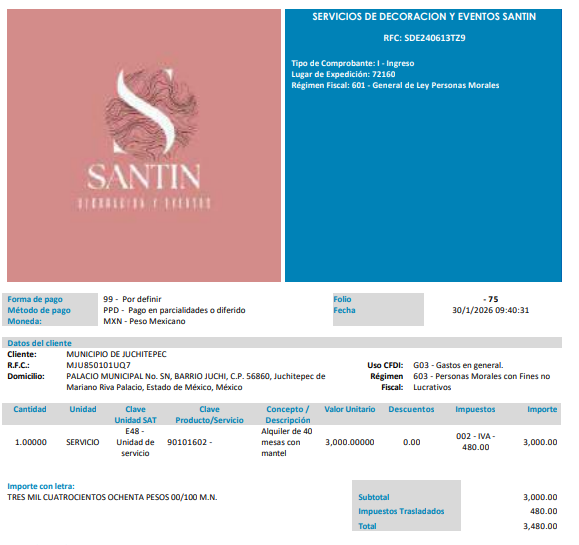 SERVICIOS DE DECORACION Y EVENTOS SANTIN
RFC: SDE240613TZ9
Tipo de Comprobante: I - Ingreso
Lugar de Expedición: 72160
Régimen Fiscal: 601 - General de Ley Personas Morales
S
SANTIN
DECORACION Y EVENTOS
Forma de pago 99 - Por definir Folio - 75
Método de pago PPD - Pago en parcialidades o diferido Fecha 30/1/2026 09:40:31
Moneda: MXN - Peso Mexicano
Datos del cliente
Cliente: MUNICIPIO DE JUCHITEPEC
R.F.C.: MJU850101UQ7 Uso CFDI: G03 - Gastos en general.
Domicilio: PALACIO MUNICIPAL No. SN, BARRIO JUCHI, C.P. 56860, Juchitepec de Régimen 603 - Personas Morales con Fines no
Mariano Riva Palacio, Estado de México, México Fiscal: Lucrativos
Cantidad Unidad Clave Clave Concepto / Valor Unitario Descuentos Impuestos Importe
Unidad SAT Producto/Servicio Descripción
1.00000 SERVICIO E48 - Unidad de servicio 90101602 - Alquiler de 40 mesas con mantel 3,000.00000 0.00 002 - IVA - 480.00 3,000.00
Importe con letra:
TRES MIL CUATROCIENTOS OCHENTA PESOS 00/100 M.N.
Subtotal 3,000.00
Impuestos Trasladados 480.00
Total 3,480.00